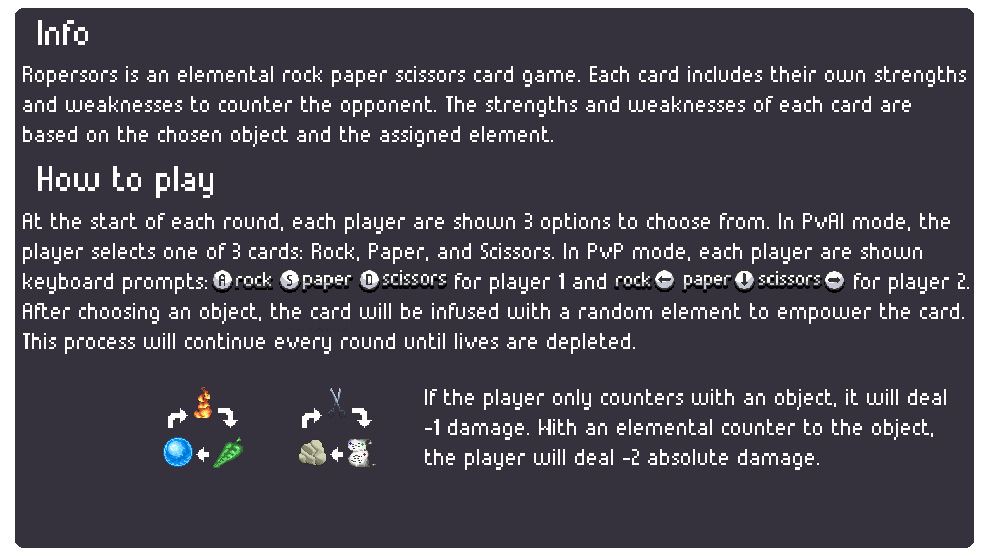 Info
Ropersors is an elemental rock paper scissors card game. Each card includes their own strengths
and weaknesses to counter the opponent. The strengths and weaknesses of each card are
based on the chosen object and the assigned element.
How to play
At the start of each round, each player are shown 3 options to choose from. In PvAI mode, the
player selects one of 3 cards: Rock, Paper, and Scissors. In PvP mode, each player are shown
keyboard prompts: A rock S paper D scissors for player 1 and rock ← paper ↓ scissors → for player 2.
After choosing an object, the card will be infused with a random element to empower the card.
This process will continue every round until lives are depleted.
If the player only counters with an object, it will deal
-1 damage. With an elemental counter to the object,
the player will deal -2 absolute damage.